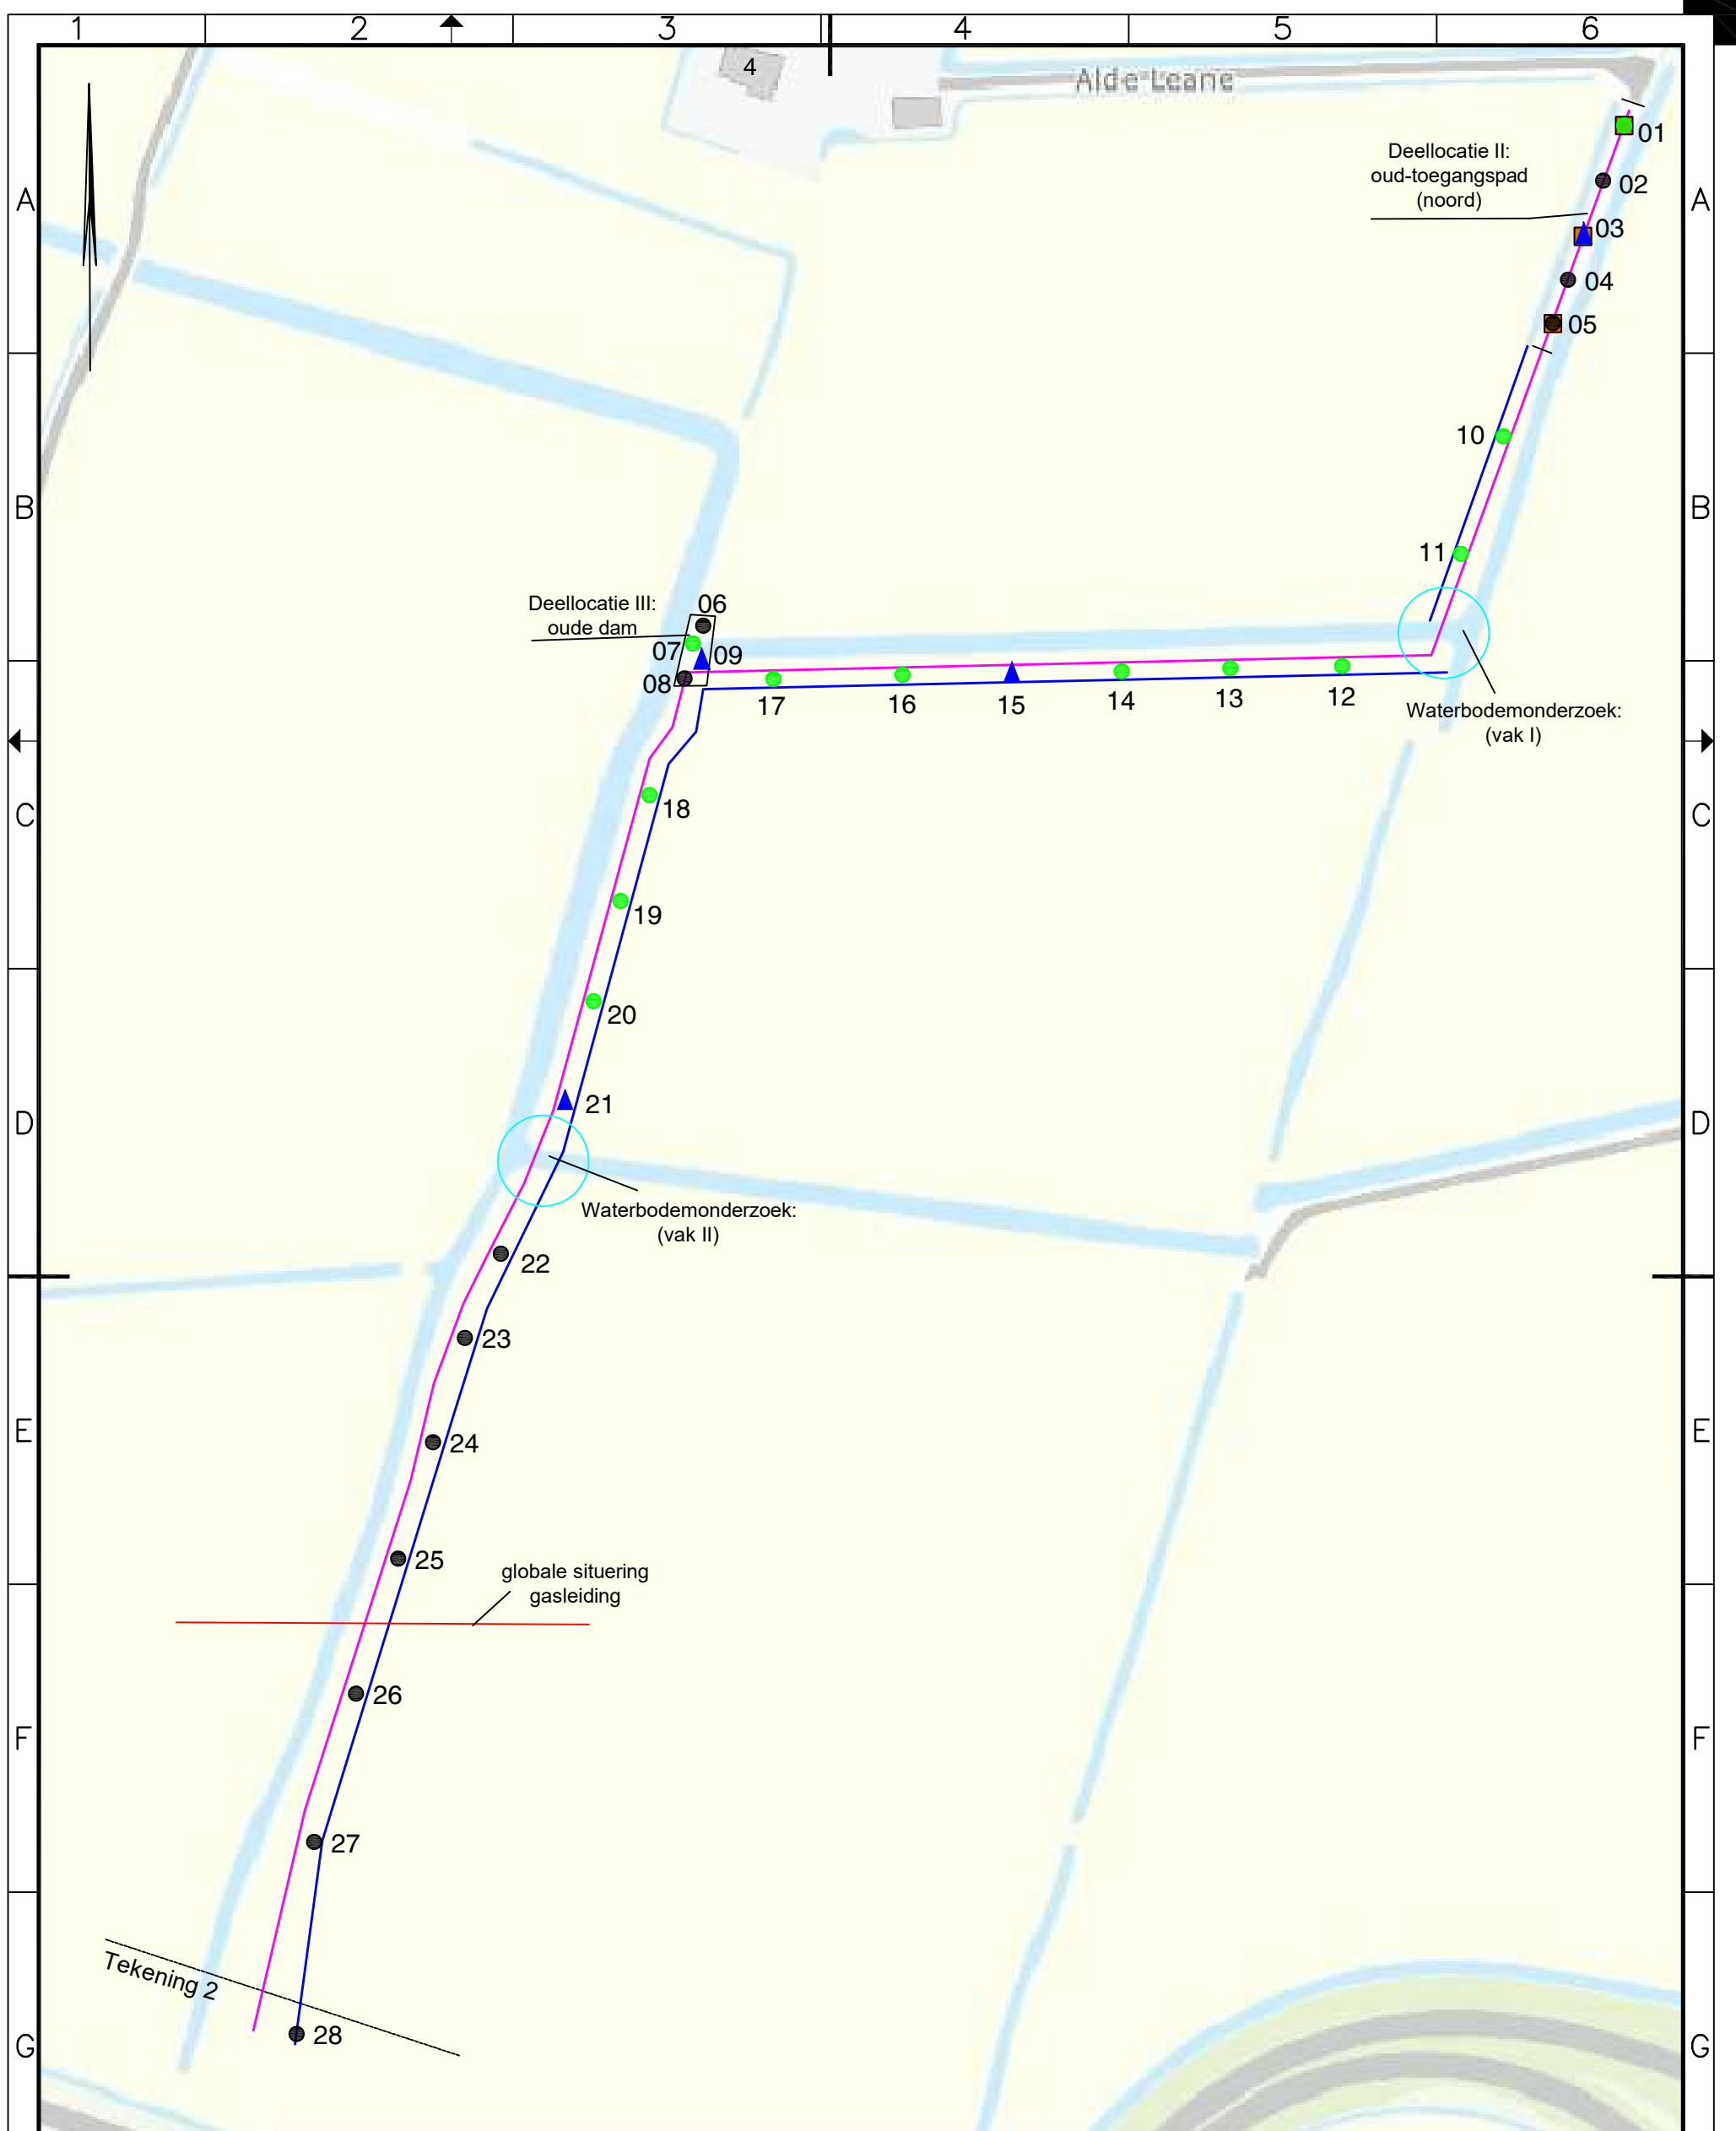 1 2 3 4 5 6
4
Alde Leane
01
Deellocatie II:
oud-toegangspad
(noord)
02
A A
03
04
05
10
B B
11
Deellocatie III:
oude dam
06
07
09
08
17 16 15 14 13 12
Waterbodemonderzoek:
(vak I)
18
C C
19
20
21
D D
Waterbodemonderzoek:
(vak II)
22
23
E E
24
25
globale situering
gasleiding
26
F F
27
Tekening 2
28
G G